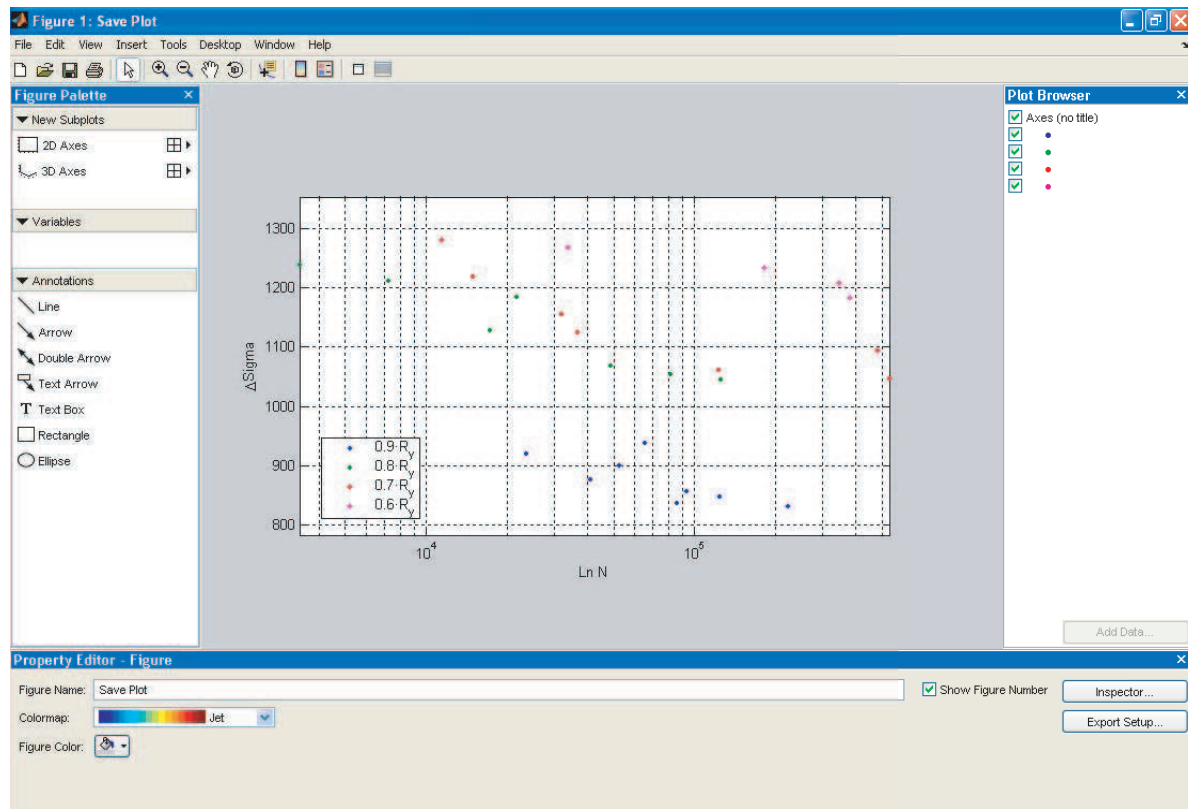 Figure 1: Save Plot
File Edit View Insert Tools Desktop Window Help
Figure Palette
New Subplots
2D Axes
3D Axes
Variables
Annotations
Line
Arrow
Double Arrow
Text Arrow
T Text Box
Rectangle
Ellipse
1300
1200
1100
1000
900
800
ΔSigma
0.9·Ry
0.8·Ry
0.7·Ry
0.6·Ry
10^4
10^5
Ln N
Plot Browser
Axes (no title)
Add Data...
Property Editor - Figure
Figure Name: Save Plot
Show Figure Number
Inspector...
Colormap: Jet
Export Setup...
Figure Color: